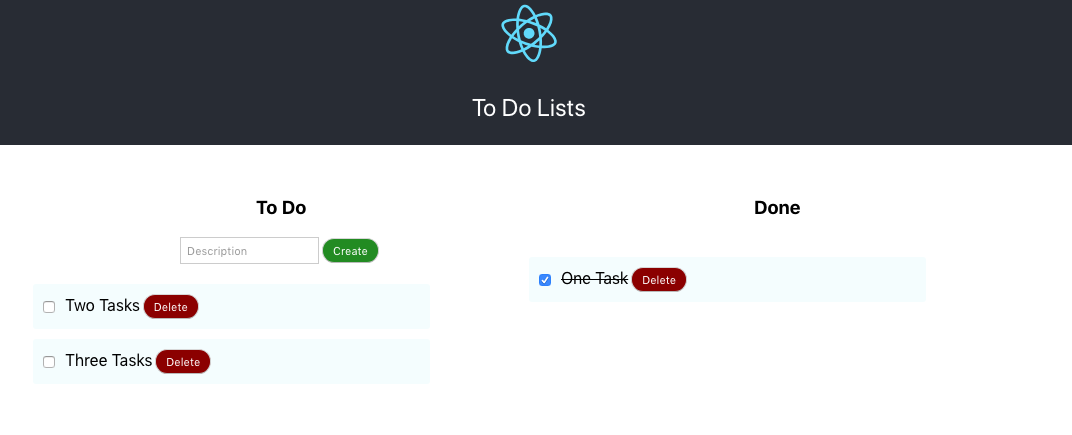 To Do Lists
To Do
Description Create
Two Tasks Delete
Three Tasks Delete
Done
One Task Delete